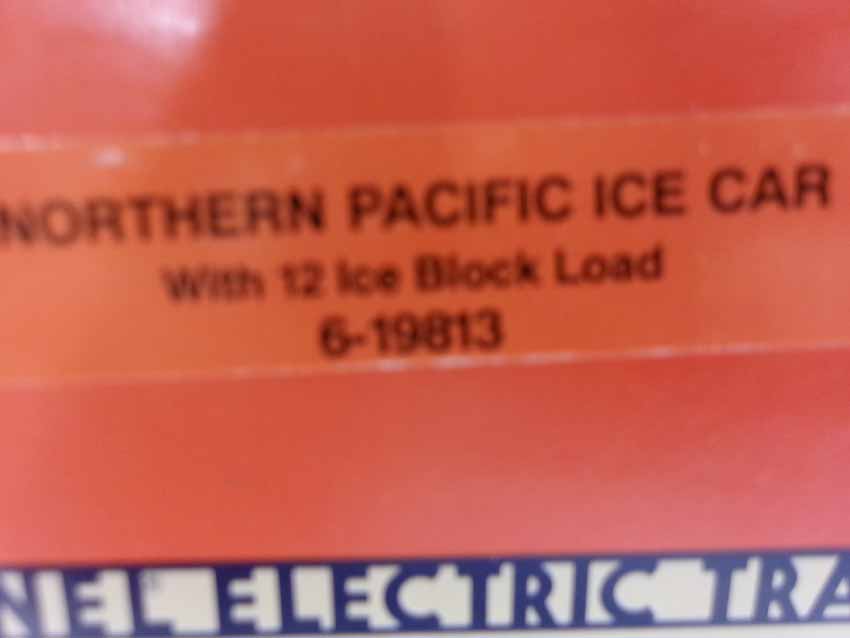 NORTHERN PACIFIC ICE CAR
With 12 Ice Block Load
6-19813
NEL ELECTRIC TRA